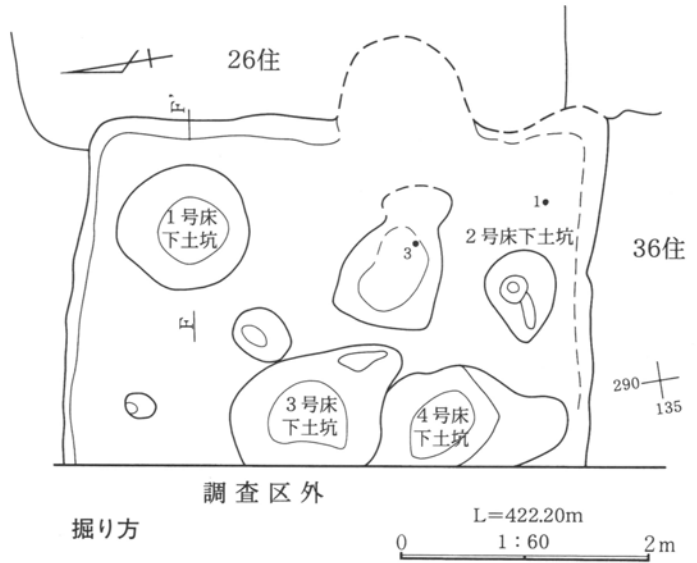 26住
F'
1号床
下土坑
1
3
2号床下土坑
36住
F
290
135
3号床
下土坑
4号床
下土坑
調査区外
掘り方
L=422.20m
0 1:60 2m